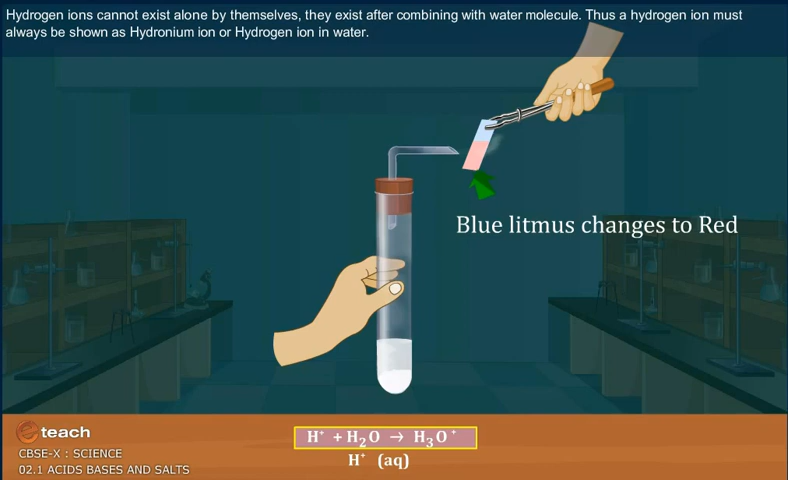 Hydrogen ions cannot exist alone by themselves, they exist after combining with water molecule. Thus a hydrogen ion must
always be shown as Hydronium ion or Hydrogen ion in water.
Blue litmus changes to Red
e teach
CBSE-X : SCIENCE
02.1 ACIDS BASES AND SALTS
H⁺ + H₂O → H₃O⁺
H⁺ (aq)